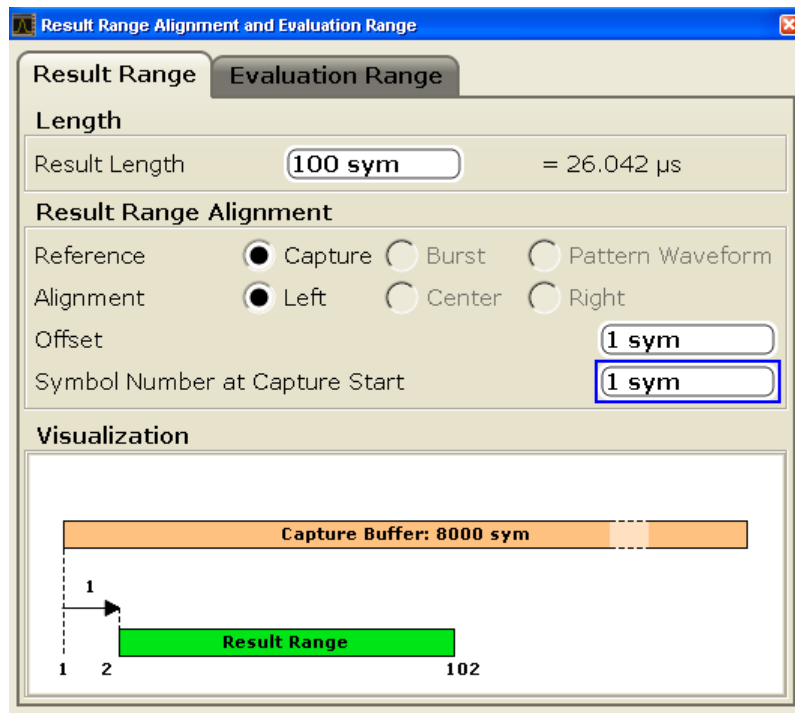 Result Range Alignment and Evaluation Range
Result Range Evaluation Range
Length
Result Length 100 sym = 26.042 µs
Result Range Alignment
Reference Capture Burst Pattern Waveform
Alignment Left Center Right
Offset 1 sym
Symbol Number at Capture Start 1 sym
Visualization
Capture Buffer: 8000 sym
1
Result Range
1 2 102